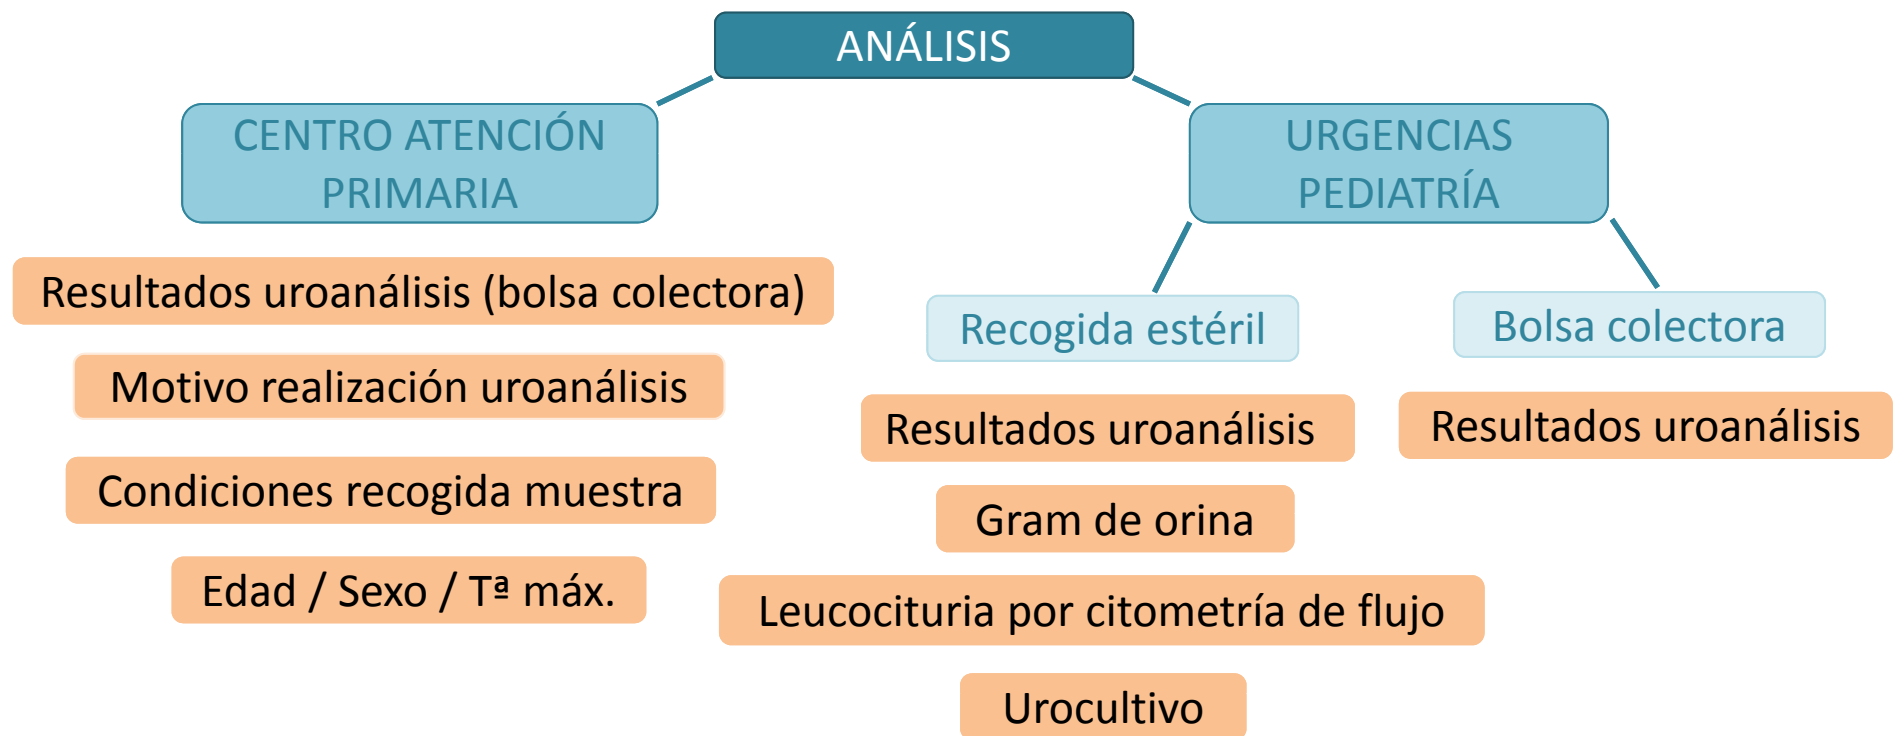 ANÁLISIS
CENTRO ATENCIÓN
PRIMARIA
Resultados uroanálisis (bolsa colectora)
Motivo realización uroanálisis
Condiciones recogida muestra
Edad / Sexo / Tª máx.
URGENCIAS
PEDIATRÍA
Recogida estéril
Resultados uroanálisis
Gram de orina
Leucocituria por citometría de flujo
Urocultivo
Bolsa colectora
Resultados uroanálisis